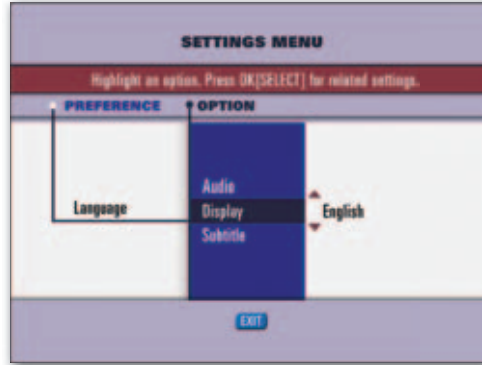 SETTINGS MENU
Highlight an option. Press OK[SELECT] for related settings.
PREFERENCE OPTION
Audio
Language Display English
Subtitle
EXIT